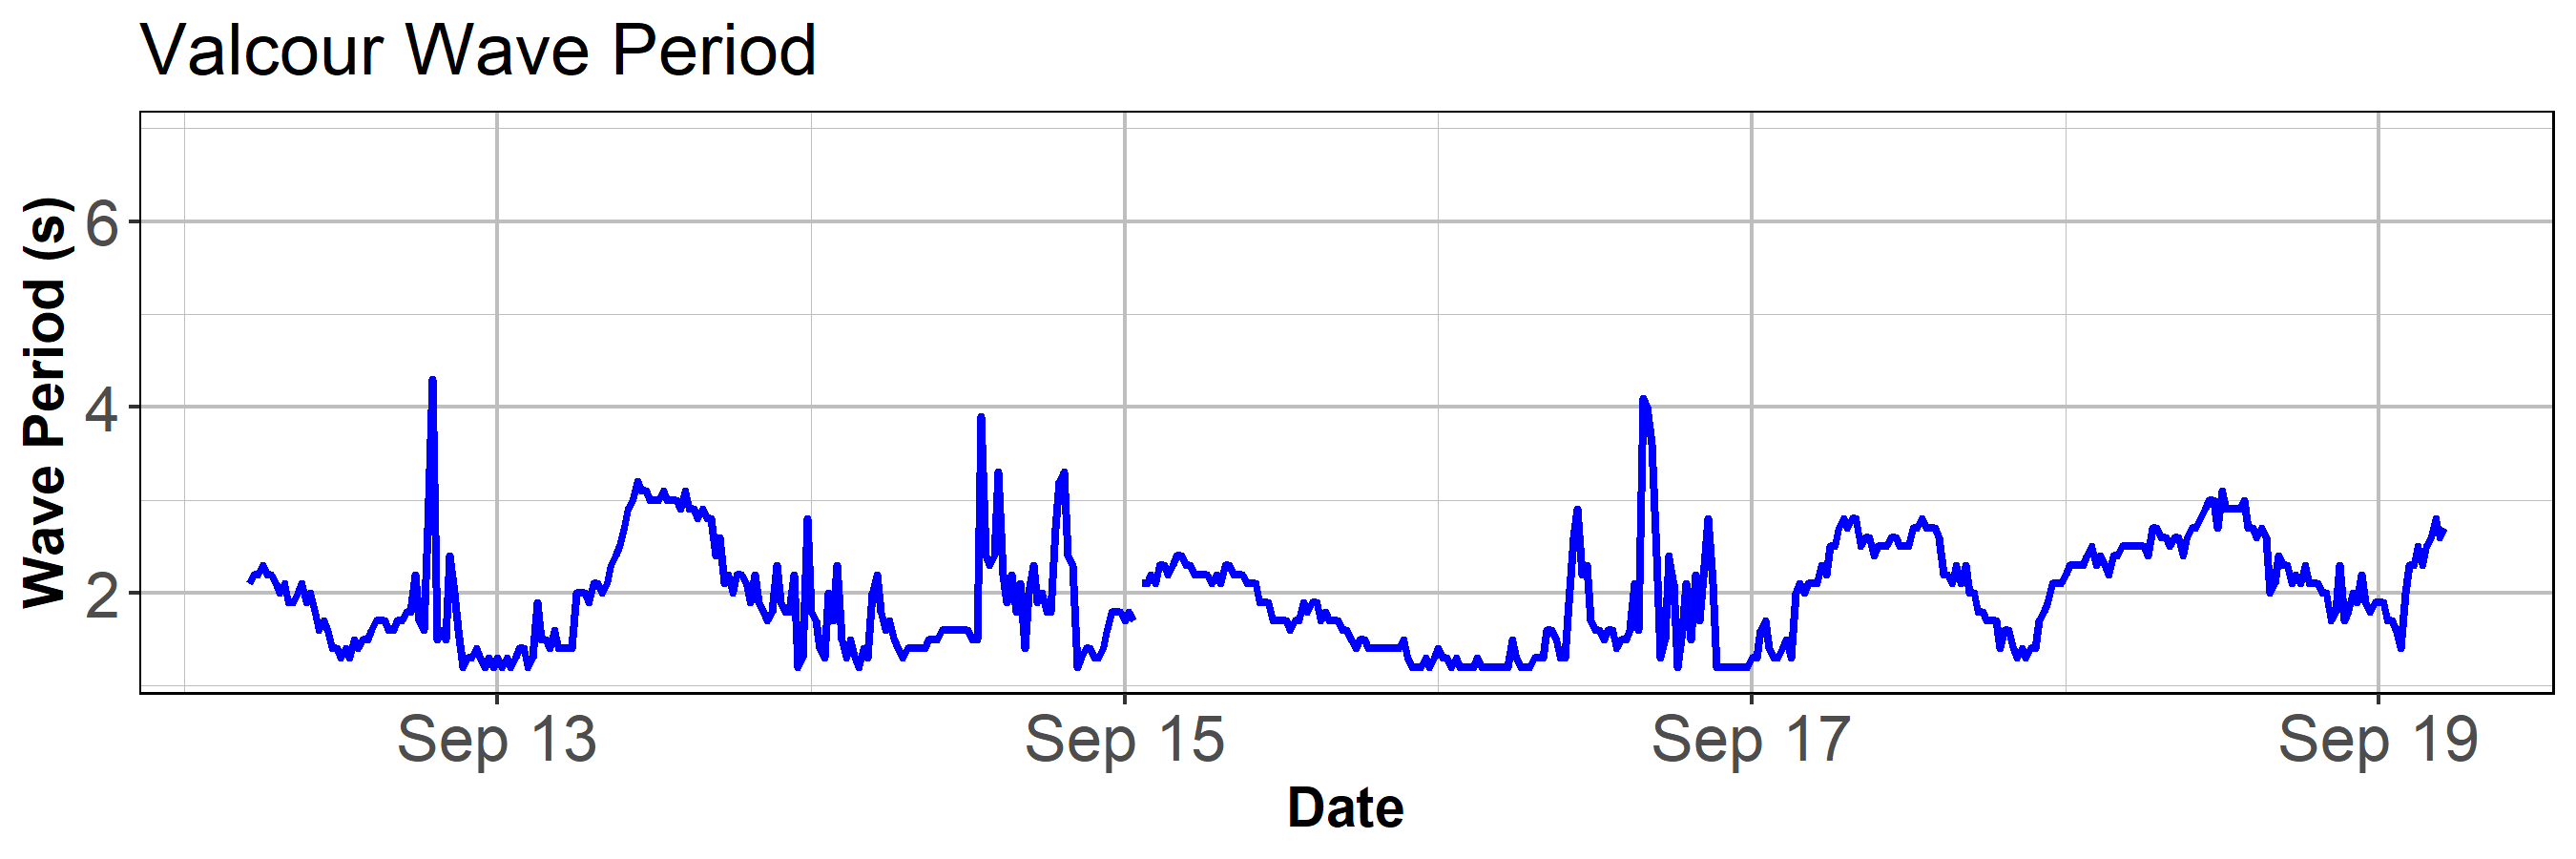 Valcour Wave Period
Wave Period (s)
6
4
2
Sep 13 Sep 15 Sep 17 Sep 19
Date